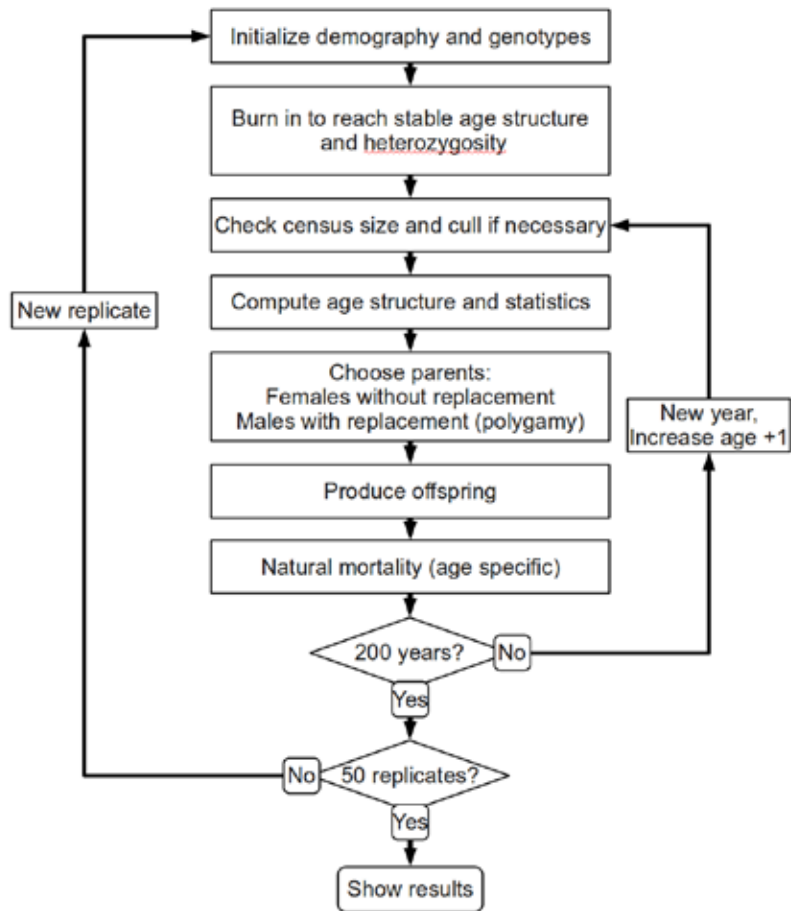 Initialize demography and genotypes
Burn in to reach stable age structure
and heterozygosity
Check census size and cull if necessary
New replicate
Compute age structure and statistics
Choose parents:
Females without replacement
Males with replacement (polygamy)
New year,
Increase age +1
Produce offspring
Natural mortality (age specific)
200 years?
No
Yes
No
50 replicates?
Yes
Show results